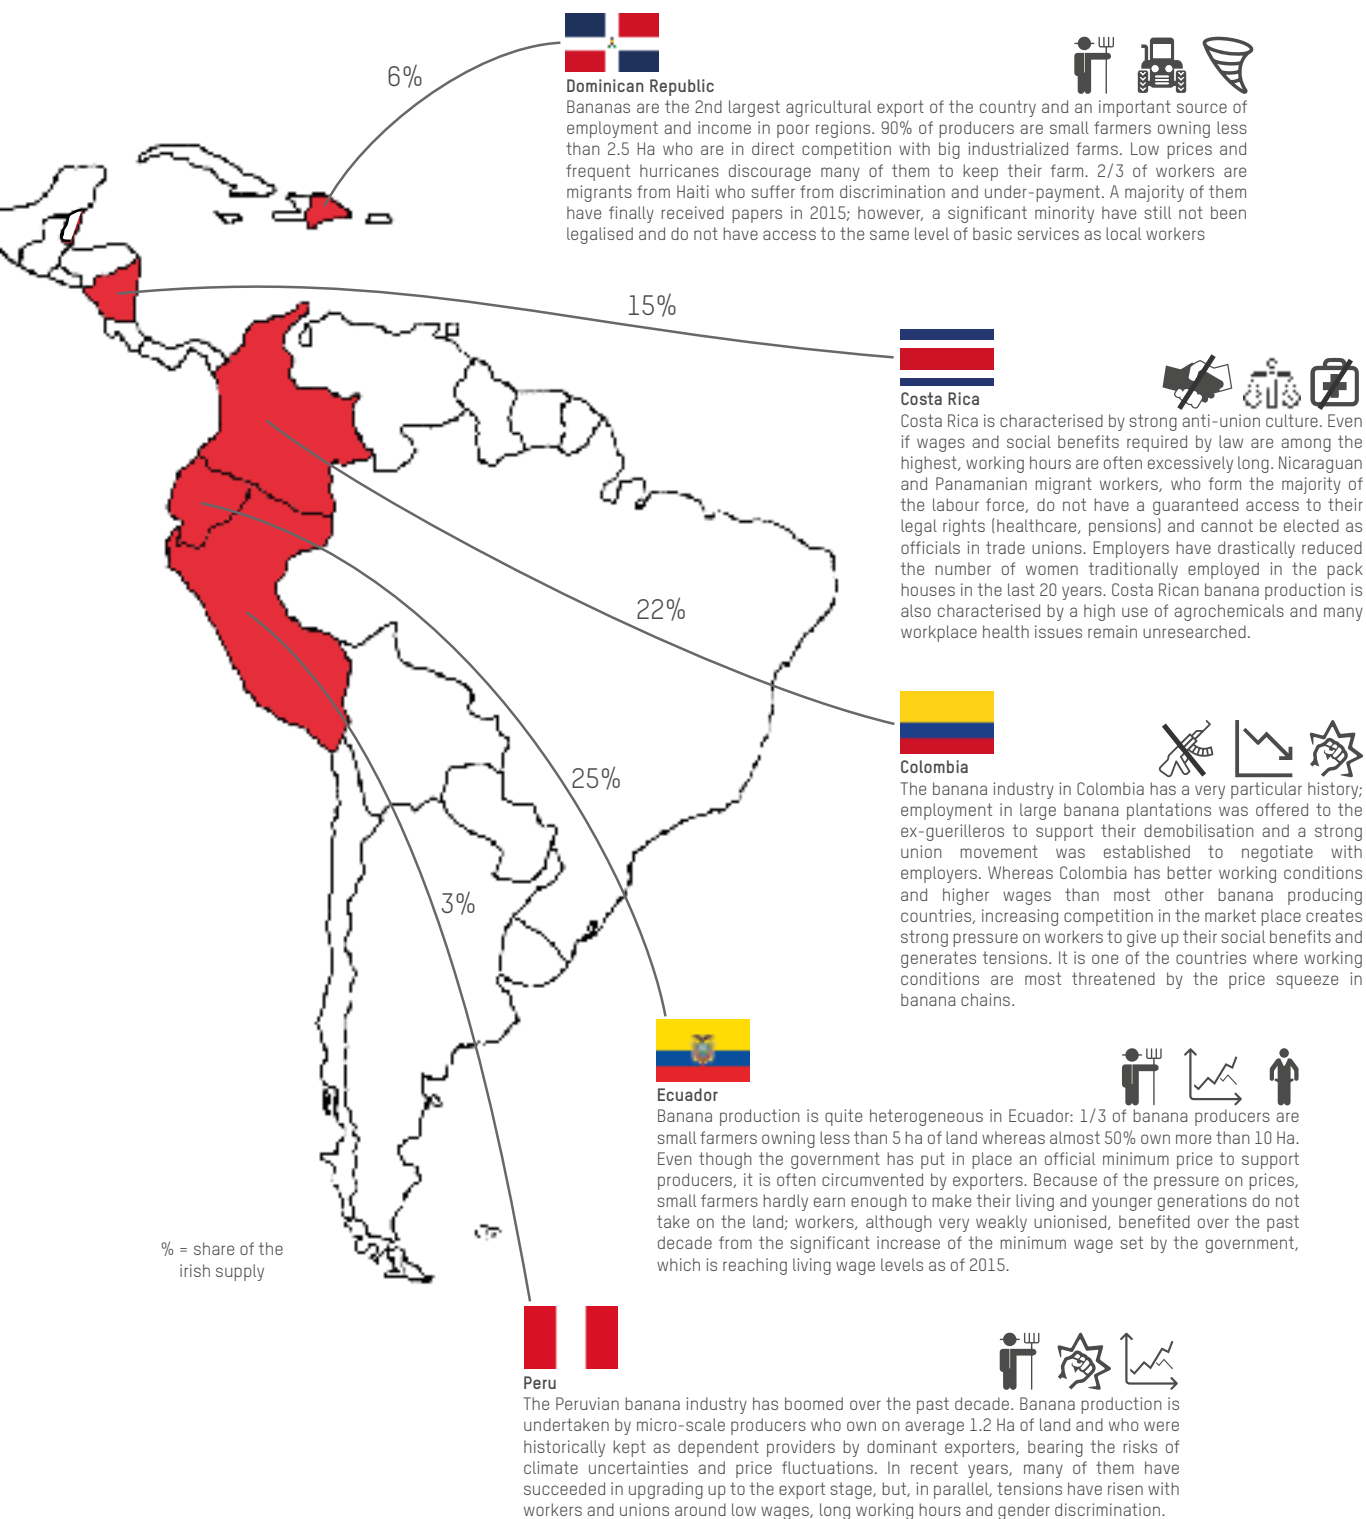 6%
Dominican Republic
Bananas are the 2nd largest agricultural export of the country and an important source of
employment and income in poor regions. 90% of producers are small farmers owning less
than 2.5 Ha who are in direct competition with big industrialized farms. Low prices and
frequent hurricanes discourage many of them to keep their farm. 2/3 of workers are
migrants from Haiti who suffer from discrimination and under-payment. A majority of them
have finally received papers in 2015; however, a significant minority have still not been
legalised and do not have access to the same level of basic services as local workers
15%
Costa Rica
Costa Rica is characterised by strong anti-union culture. Even
if wages and social benefits required by law are among the
highest, working hours are often excessively long. Nicaraguan
and Panamanian migrant workers, who form the majority of
the labour force, do not have a guaranteed access to their
legal rights (healthcare, pensions) and cannot be elected as
officials in trade unions. Employers have drastically reduced
the number of women traditionally employed in the pack
houses in the last 20 years. Costa Rican banana production is
also characterised by a high use of agrochemicals and many
workplace health issues remain unresearched.
22%
Colombia
The banana industry in Colombia has a very particular history;
employment in large banana plantations was offered to the
ex-guerilleros to support their demobilisation and a strong
union movement was established to negotiate with
employers. Whereas Colombia has better working conditions
and higher wages than most other banana producing
countries, increasing competition in the market place creates
strong pressure on workers to give up their social benefits and
generates tensions. It is one of the countries where working
conditions are most threatened by the price squeeze in
banana chains.
25%
Ecuador
Banana production is quite heterogeneous in Ecuador: 1/3 of banana producers are
small farmers owning less than 5 ha of land whereas almost 50% own more than 10 Ha.
Even though the government has put in place an official minimum price to support
producers, it is often circumvented by exporters. Because of the pressure on prices,
small farmers hardly earn enough to make their living and younger generations do not
take on the land; workers, although very weakly unionised, benefited over the past
decade from the significant increase of the minimum wage set by the government,
which is reaching living wage levels as of 2015.
3%
% = share of the
irish supply
Peru
The Peruvian banana industry has boomed over the past decade. Banana production is
undertaken by micro-scale producers who own on average 1.2 Ha of land and who were
historically kept as dependent providers by dominant exporters, bearing the risks of
climate uncertainties and price fluctuations. In recent years, many of them have
succeeded in upgrading up to the export stage, but, in parallel, tensions have risen with
workers and unions around low wages, long working hours and gender discrimination.